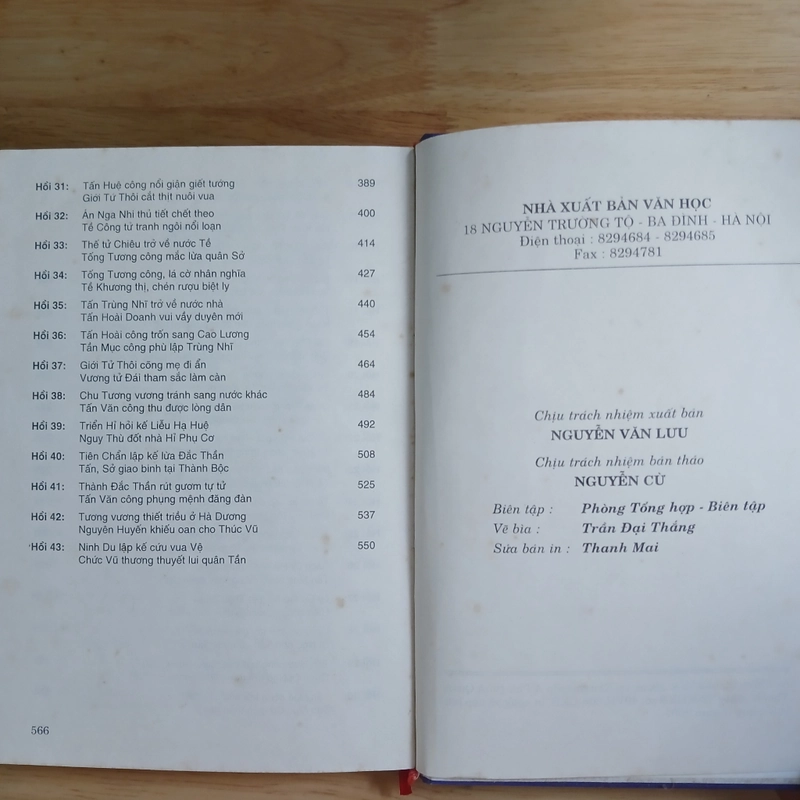 Hồi 31: Tấn Huệ công nổi giận giết tướng 389
Giới Tử Thôi cắt thịt nuôi vua
Hồi 32: Án Nga Nhi thủ tiết chết theo 400
Tề Công tử tranh ngôi nổi loạn
Hồi 33: Thế tử Chiêu trở về nước Tề 414
Tống Tương công mắc lừa quân Sở
Hồi 34: Tống Tương công, lá cờ nhân nghĩa 427
Tề Khương thị, chén rượu biệt ly
Hồi 35: Tấn Trùng Nhĩ trở về nước nhà 440
Tấn Hoài Doanh vui vầy duyên mới
Hồi 36: Tấn Hoài công trốn sang Cao Lương 454
Tần Mục công phù lập Trùng Nhĩ
Hồi 37: Giới Tử Thôi cõng mẹ đi ẩn 464
Vương tử Đái tham sắc làm càn
Hồi 38: Chu Tương vương tránh sang nước khác 484
Tấn Văn công thu được lòng dân
Hồi 39: Triển Hỉ hỏi kế Liễu Hạ Huệ 492
Nguy Thù đốt nhà Hỉ Phụ Cơ
Hồi 40: Tiên Chẩn lập kế lừa Đắc Thần 508
Tấn, Sở giao binh tại Thành Bộc
Hồi 41: Thành Đắc Thần rút gươm tự tử 525
Tấn Văn công phụng mệnh đăng đàn
Hồi 42: Tương vương thiết triều ở Hà Dương 537
Nguyên Huyến khiếu oan cho Thúc Vũ
Hồi 43: Ninh Du lập kế cứu vua Vệ 550
Chức Vũ thương thuyết lui quân Tần
566
NHÀ XUẤT BẢN VĂN HỌC
18 NGUYỄN TRƯỜNG TỘ - BA ĐÌNH - HÀ NỘI
Điện thoại : 8294684 - 8294685
Fax : 8294781
Chịu trách nhiệm xuất bản
NGUYỄN VĂN LƯU
Chịu trách nhiệm bản thảo
NGUYỄN CỪ
Biên tập : Phòng Tổng hợp - Biên tập
Vẽ bìa : Trần Đại Thắng
Sửa bản in : Thanh Mai